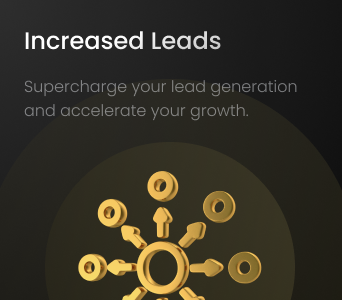 Increased Leads
Supercharge your lead generation
and accelerate your growth.